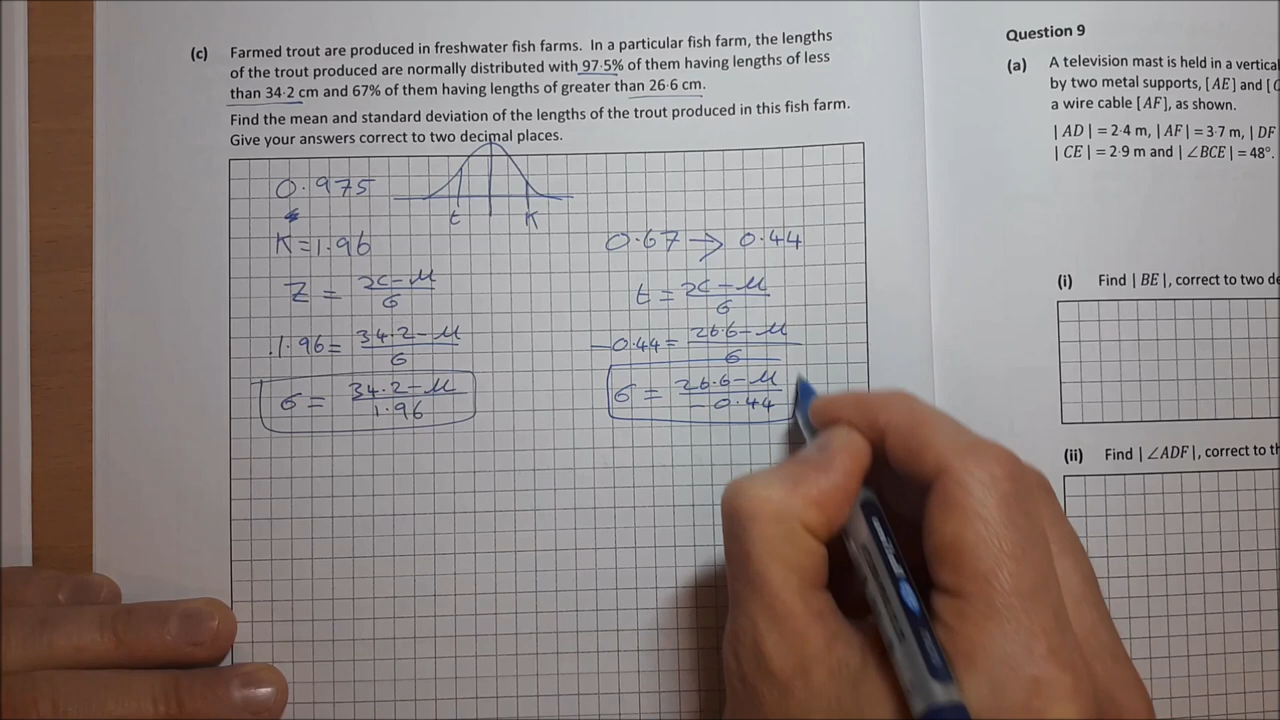 (c) Farmed trout are produced in freshwater fish farms. In a particular fish farm, the lengths
of the trout produced are normally distributed with 97·5% of them having lengths of less
than 34·2 cm and 67% of them having lengths of greater than 26·6 cm.
Find the mean and standard deviation of the lengths of the trout produced in this fish farm.
Give your answers correct to two decimal places.
0.975
t K
K = 1.96
z = x - μ / σ
1.96 = 34.2 - μ / σ
σ = 34.2 - μ / 1.96
0.67 → 0.44
t = x - μ / σ
-0.44 = 26.6 - μ / σ
σ = 26.6 - μ / -0.44
Question 9
(a) A television mast is held in a vertica
by two metal supports, [AE] and [C
a wire cable [AF], as shown.
|AD| = 2·4 m, |AF| = 3·7 m, |DF
|CE| = 2·9 m and |∠BCE| = 48°.
(i) Find |BE|, correct to two de
(ii) Find |∠ADF|, correct to th